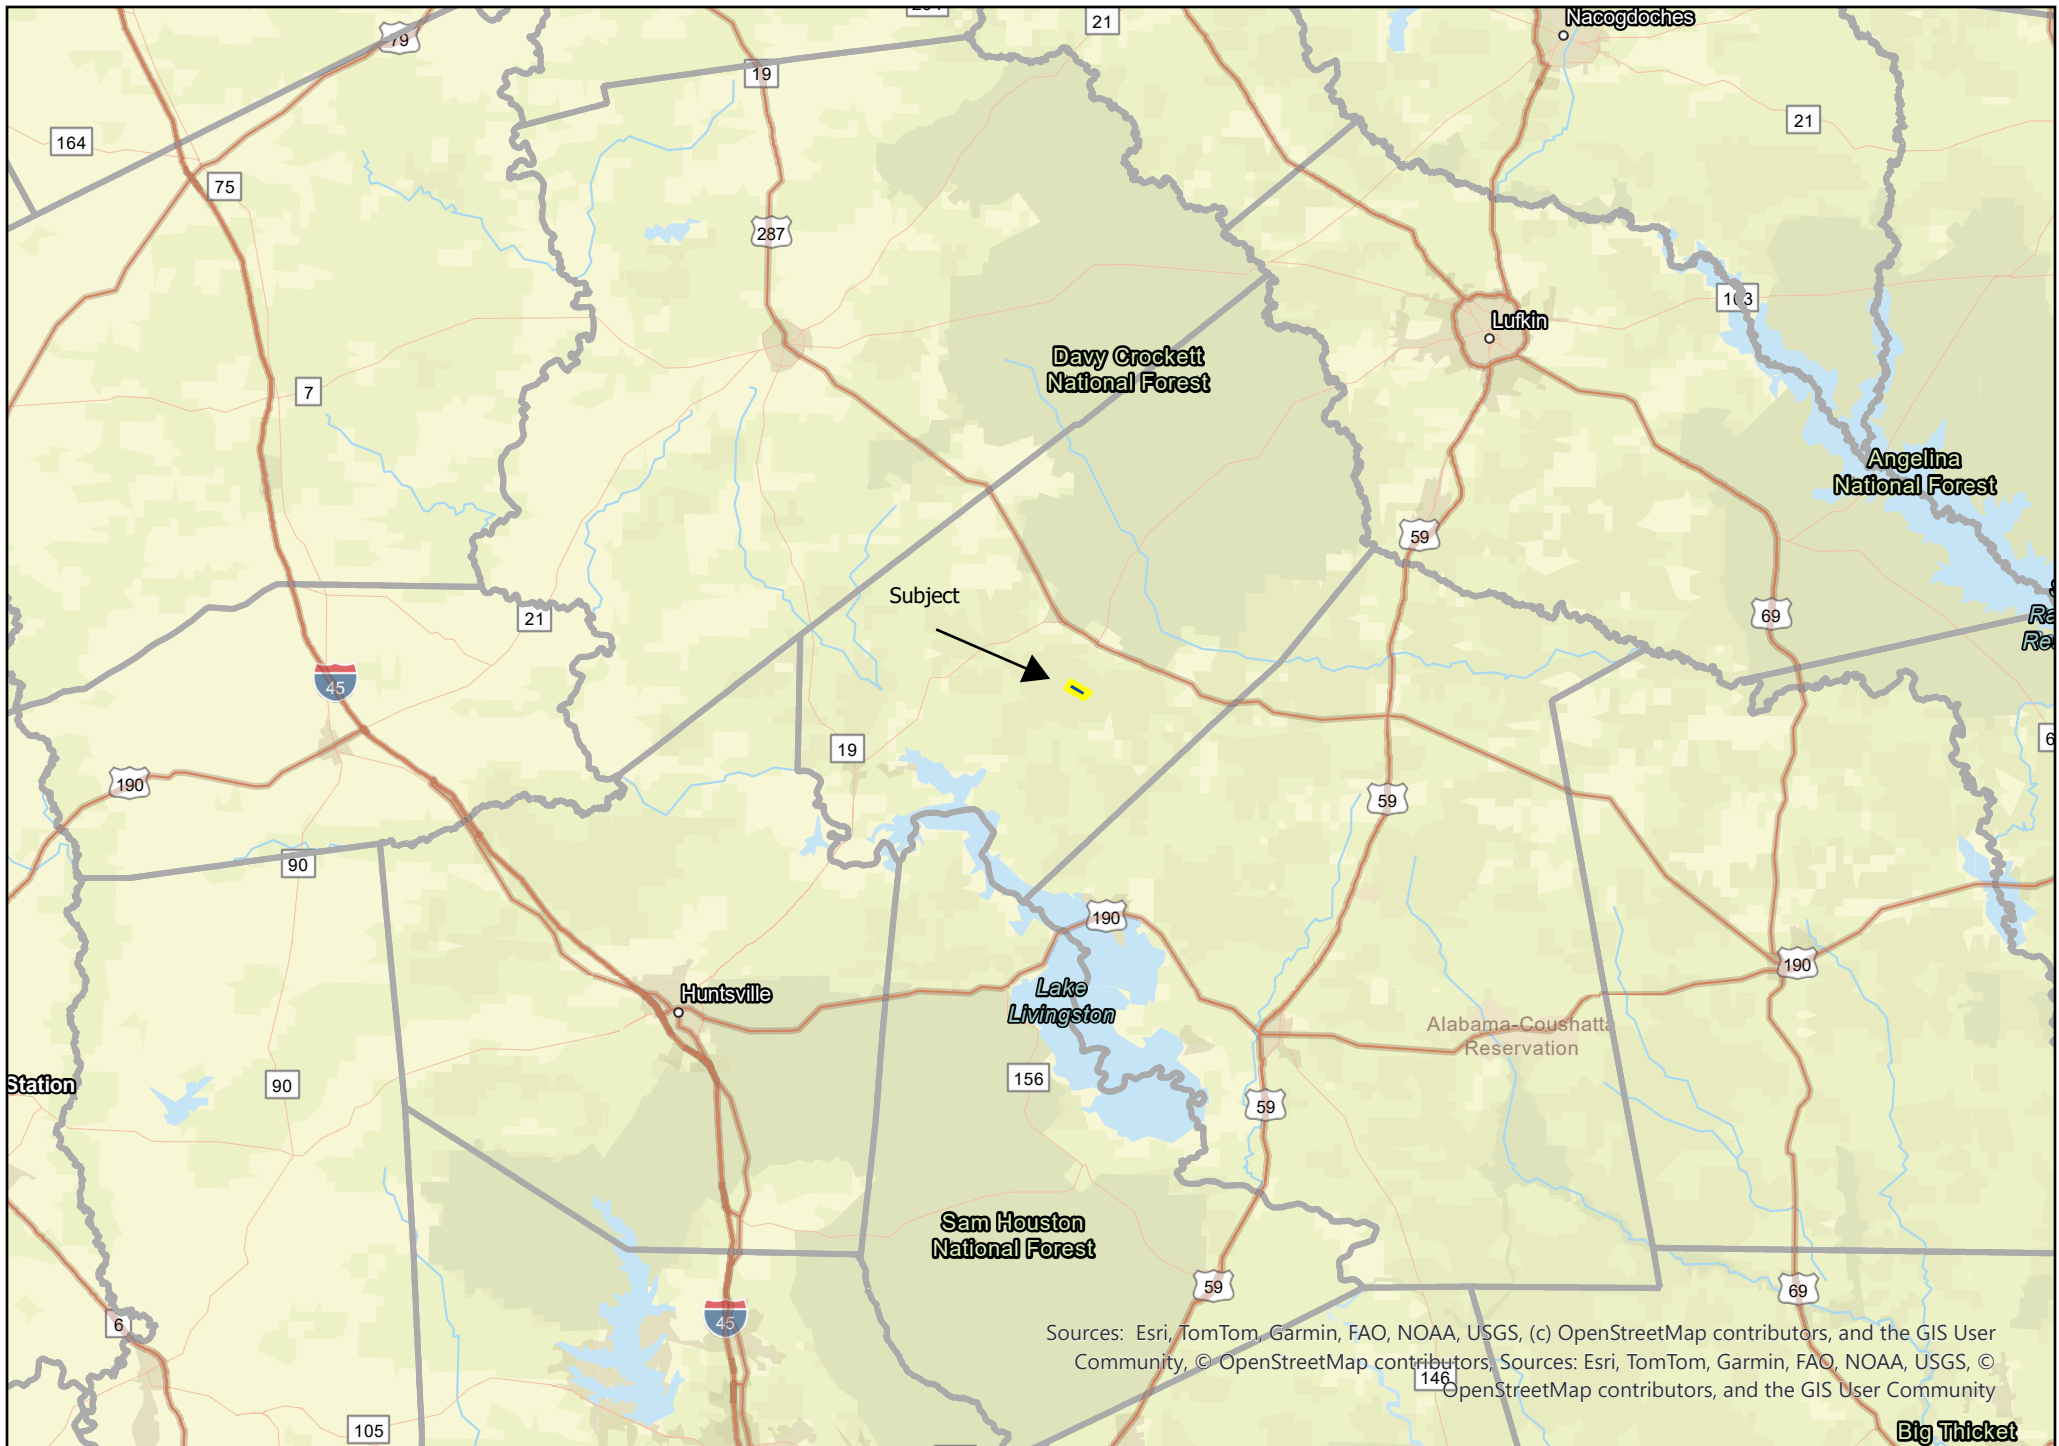 Nacogdoches
21
79
19
21
164
75
287
103
Lufkin
Davy Crockett
National Forest
7
Angelina
National Forest
59
Subject
21
69
45
19
190
59
90
190
190
Huntsville
Lake
Livingston
Alabama-Coushatta
Reservation
156
90
Station
59
Sam Houston
National Forest
59
69
45
6
Sources: Esri, TomTom, Garmin, FAO, NOAA, USGS, (c) OpenStreetMap contributors, and the GIS User
Community, © OpenStreetMap contributors, Sources: Esri, TomTom, Garmin, FAO, NOAA, USGS, ©
OpenStreetMap contributors, and the GIS User Community
146
105
Big Thicket